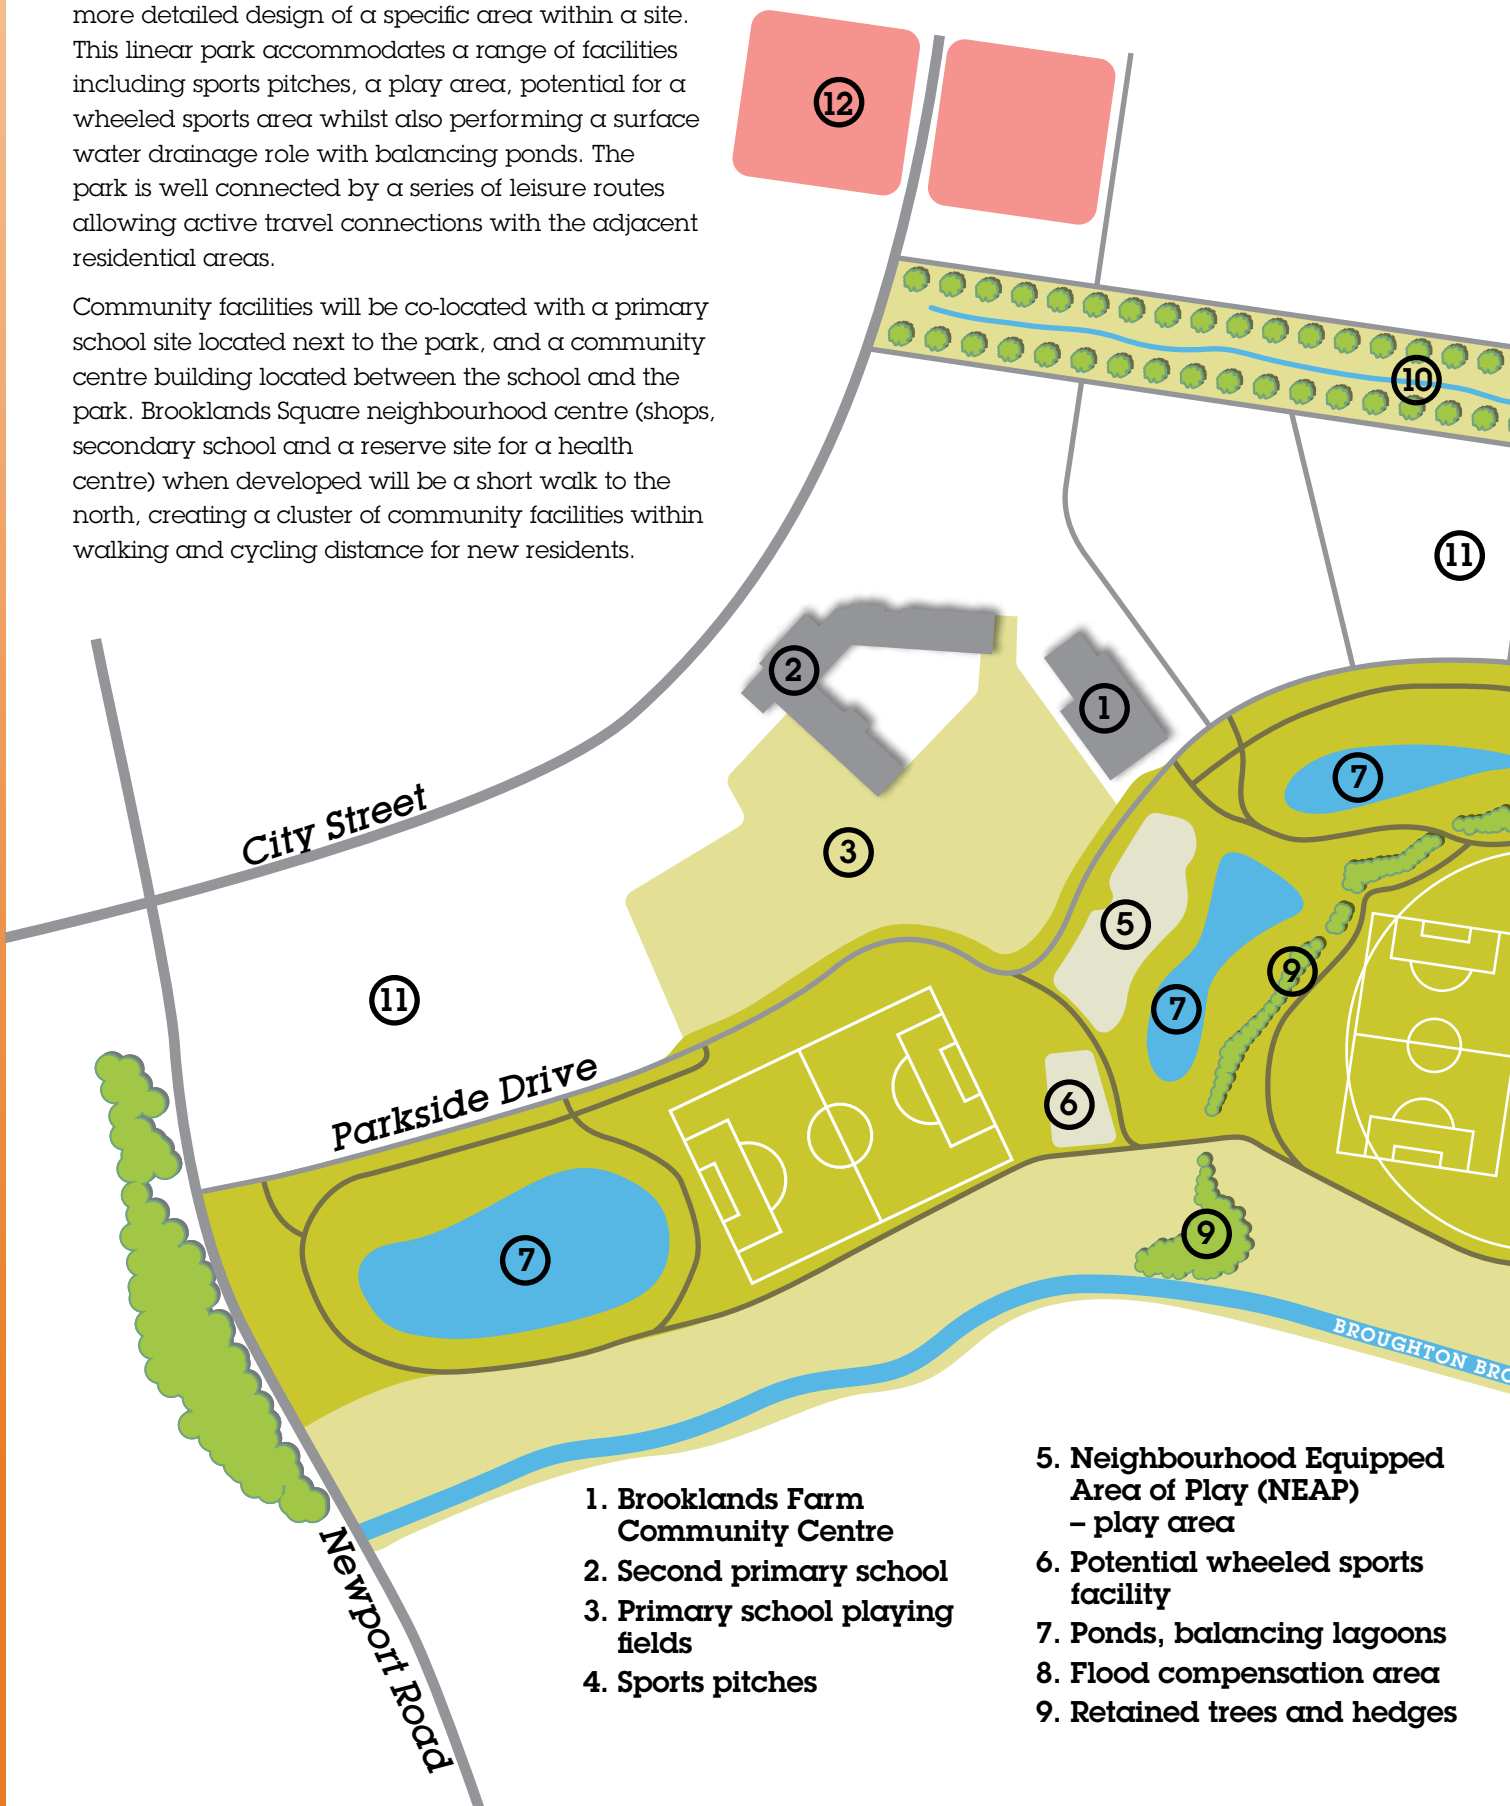 more detailed design of a specific area within a site.
This linear park accommodates a range of facilities
including sports pitches, a play area, potential for a
wheeled sports area whilst also performing a surface
water drainage role with balancing ponds. The
park is well connected by a series of leisure routes
allowing active travel connections with the adjacent
residential areas.
Community facilities will be co-located with a primary
school site located next to the park, and a community
centre building located between the school and the
park. Brooklands Square neighbourhood centre (shops,
secondary school and a reserve site for a health
centre) when developed will be a short walk to the
north, creating a cluster of community facilities within
walking and cycling distance for new residents.
12
10
11
2
1
7
City Street
3
5
9
11
7
Parkside Drive
6
9
7
BROUGHTON BRO
Newport Road
1. Brooklands Farm
Community Centre
2. Second primary school
3. Primary school playing
fields
4. Sports pitches
5. Neighbourhood Equipped
Area of Play (NEAP)
– play area
6. Potential wheeled sports
facility
7. Ponds, balancing lagoons
8. Flood compensation area
9. Retained trees and hedges